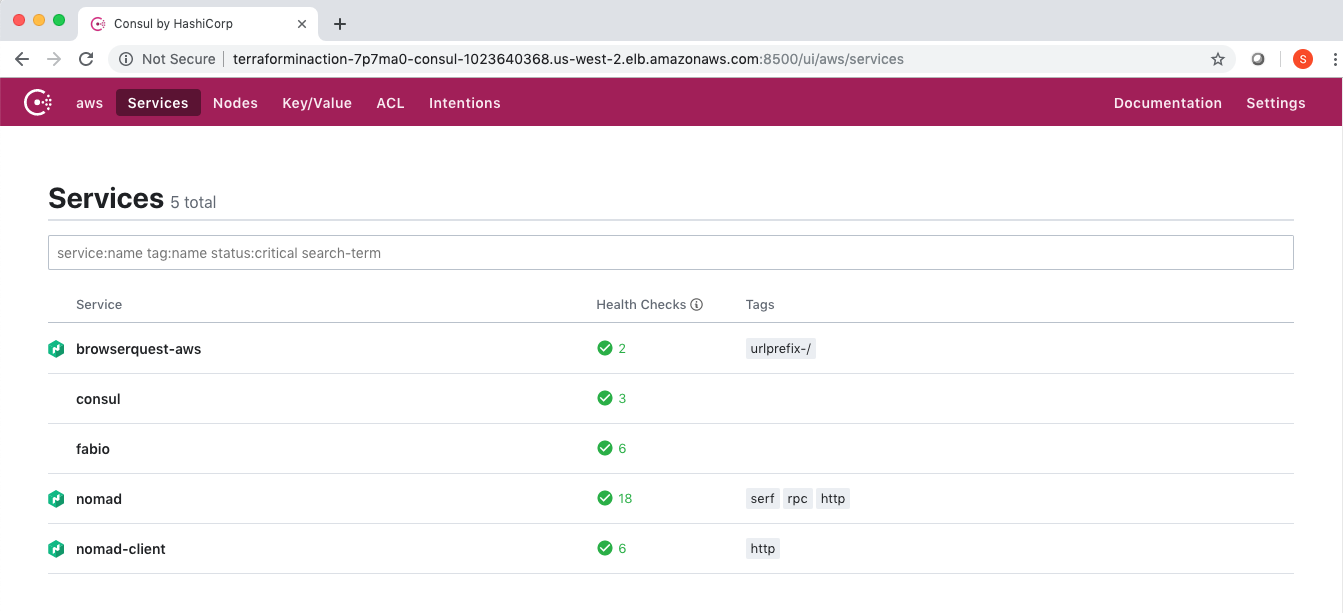 Consul by HashiCorp
Not Secure terraforminaction-7p7ma0-consul-1023640368.us-west-2.elb.amazonaws.com:8500/ui/aws/services S
aws Services Nodes Key/Value ACL Intentions Documentation Settings
Services 5 total
service:name tag:name status:critical search-term
Service Health Checks Tags
browserquest-aws 2 urlprefix-/
consul 3
fabio 6
nomad 18 serf rpc http
nomad-client 6 http